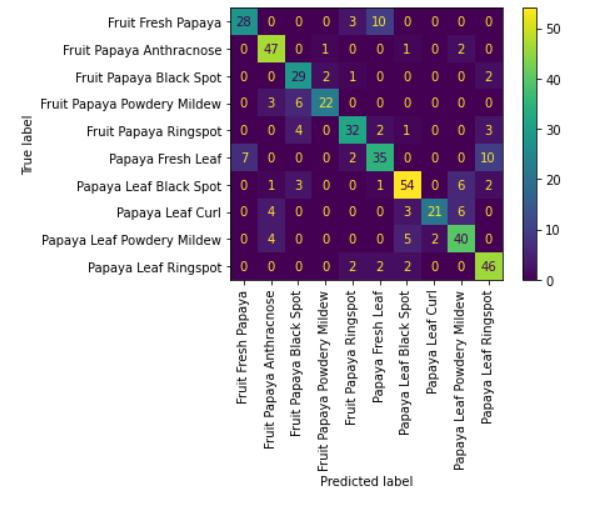 Fruit Fresh Papaya 28 0 0 0 3 10 0 0 0 0
Fruit Papaya Anthracnose 0 47 0 1 0 0 1 0 2 0
Fruit Papaya Black Spot 0 0 29 2 1 0 0 0 0 2
Fruit Papaya Powdery Mildew 0 3 6 22 0 0 0 0 0 0
Fruit Papaya Ringspot 0 0 4 0 32 2 1 0 0 3
Papaya Fresh Leaf 7 0 0 0 2 35 0 0 0 10
Papaya Leaf Black Spot 0 1 3 0 0 1 54 0 6 2
Papaya Leaf Curl 0 4 0 0 0 0 3 21 6 0
Papaya Leaf Powdery Mildew 0 4 0 0 0 0 5 2 40 0
Papaya Leaf Ringspot 0 0 0 0 2 2 2 0 0 46
True label
Fruit Fresh Papaya
Fruit Papaya Anthracnose
Fruit Papaya Black Spot
Fruit Papaya Powdery Mildew
Fruit Papaya Ringspot
Papaya Fresh Leaf
Papaya Leaf Black Spot
Papaya Leaf Curl
Papaya Leaf Powdery Mildew
Papaya Leaf Ringspot
Predicted label
50
40
30
20
10
0